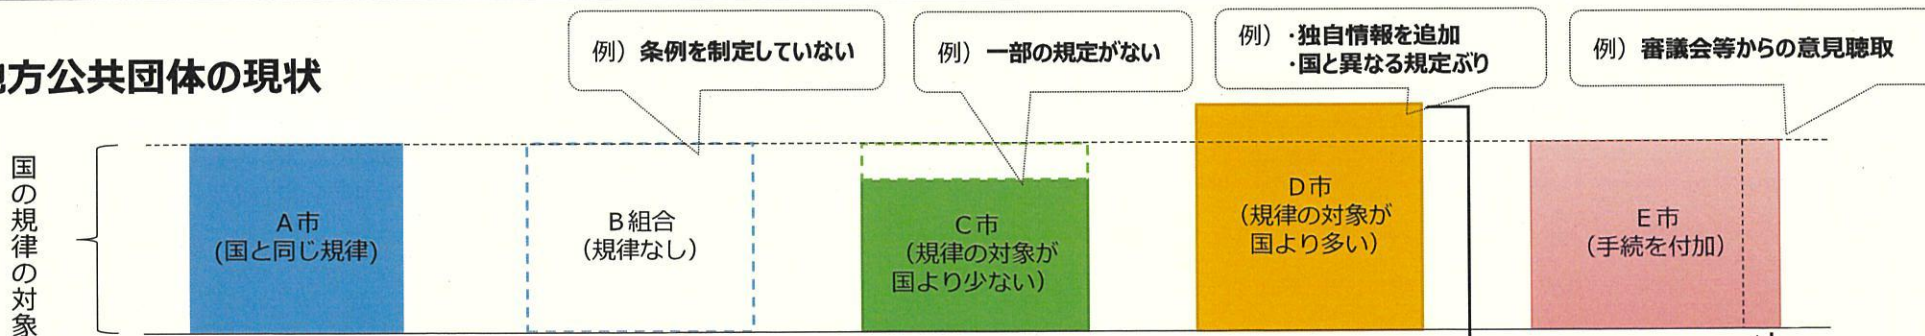 方公共団体の現状
例）条例を制定していない
例）一部の規定がない
例）・独自情報を追加
・国と異なる規定ぶり
例）審議会等からの意見聴取
国の規律の対象
A市
(国と同じ規律)
B組合
（規律なし）
C市
（規律の対象が
国より少ない）
D市
（規律の対象が
国より多い）
E市
（手続を付加）